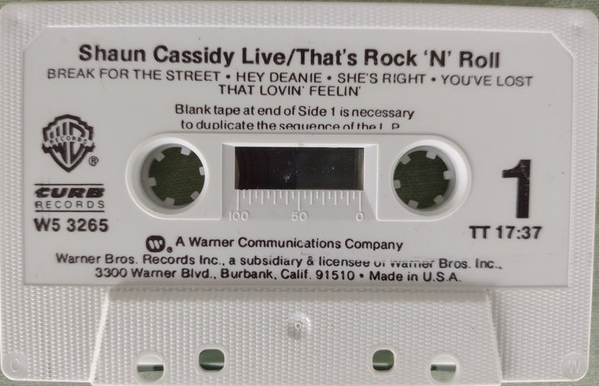 Shaun Cassidy Live/That's Rock 'N' Roll
BREAK FOR THE STREET • HEY DEANIE • SHE'S RIGHT • YOU'VE LOST
THAT LOVIN' FEELIN'
Blank tape at end of Side 1 is necessary
to duplicate the sequence of the L.P.
WB
RECORDS
®
CURB
RECORDS
W5 3265
1
TT 17:37
100 50 0
A Warner Communications Company
Warner Bros. Records Inc., a subsidiary & licensee of Warner Bros. Inc.,
3300 Warner Blvd., Burbank, Calif. 91510 • Made in U.S.A.